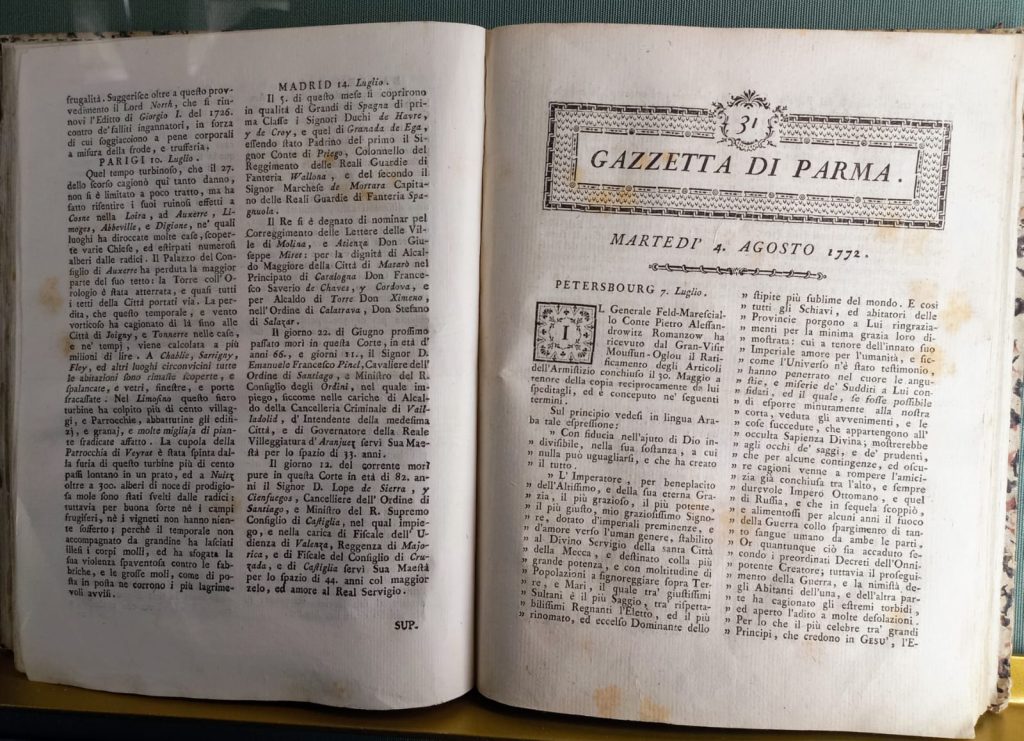 frugalità. Suggerisce oltre a questo prov-
vedimento il Lord North, che si rin-
novi l'Editto di Giorgio I. del 1726.
contro de' falliti ingannatori, in forza
di cui soggiacciono a pene corporali
a misura della frode, e trufferia.
PARIGI 10. Luglio.
Quel tempo turbinoso, che il 27.
dello scorso cagionò qui tanto danno,
non si è limitato a poco tratto, ma ha
fatto risentire i suoi ruinosi effetti a
Cosne nella Loira, ad Auxerre, Li-
moges, Abbeville, e Digione, ne' quali
luoghi ha diroccate molte case, scoper-
te varie Chiese, ed estirpati numerosi
alberi dalle radici. Il Palazzo del Con-
siglio di Auxerre ha perduta la maggior
parte del suo tetto: la Torre coll'O-
rologio è stata atterrata, e quasi tutti
i tetti della Città portati via. La per-
dita, che questo temporale, e vento
vorticoso ha cagionato di là sino alle
Città di Joigny, e Tonnerre nelle case,
e ne' tempj, viene calcolata a più
milioni di lire. A Chablis, Sarrigny,
Fley, ed altri luoghi circonvicini tutte
le abitazioni sono rimaste scoperte, e
spalancate, e vetri, finestre, e porte
fracassate. Nel Limosino questo fiero
turbine ha colpito più di cento villag-
gj, e Parrocchie, abbattutine gli edifi-
zj, e granaj, e molte migliaja di pian-
te sradicate affatto. La cupola della
Parrocchia di Veyrac è stata spinta dal-
la furia di questo turbine più di cento
passi lontano in un prato, ed a
oltre a 300. alberi di noce di prodigio-
sa mole sono stati svelti dalle radici:
tuttavia per buona sorte nè i campi
frugiferi, nè i vigneti non hanno nien-
te sofferto; perchè il temporale non
accompagnato da grandine ha lasciati
illesi i corpi molli, ed ha sfogata la
sua violenza spaventosa contro le fab-
briche, e le grosse moli, come di po-
sta in posta ne corrono i più lagrime-
voli avvisi.
MADRID 14. Luglio.
Il 5. di questo mese si coprirono
in qualità di Grandi di Spagna di pri-
ma Classe i Signori Duchi de Havre,
y de Croy, e quel di Granada de Ega,
essendo stato Padrino del primo il Si-
gnor Conte di Priego, Colonnello del
Reggimento delle Reali Guardie di
Fanteria Wallona, e del secondo il
Signor Marchese de Mortara Capita-
no delle Reali Guardie di Fanteria Spa-
gnuola.
Il Re si è degnato di nominar pel
Correggimento delle Lettere delle Vil-
le di Molina, e Atienza Don Giu-
seppe Miret: per la dignità di Alcal-
do Maggiore della Città di Matarò nel
Principato di Catalogna Don France-
sco Saverio de Chaves, y Cordova, e
per Alcaldo di Torre Don Ximeno,
nell'Ordine di Calatrava, Don Stefano
di Salazar.
Il giorno 22. di Giugno prossimo
passato morì in questa Corte, in età d'
anni 66., e giorni 11., il Signor D.
Emanuele Francesco Pinel, Cavaliere dell'
Ordine di Santiago, e Ministro del R.
Consiglio degli Ordini, nel quale im-
piego, siccome nelle cariche di Alcal-
do della Cancelleria Criminale di Val-
ladolid, d'Intendente della medesima
Città, e di Governatore della Reale
Villeggiatura d'Aranjuez servì Sua Mae-
stà per lo spazio di 33. anni.
Il giorno 12. del corrente morì
pure in questa Corte in età di 82. an-
ni il Signor D. Lope de Sierra, y
Cienfuegos, Cancelliere dell'Ordine di
Santiago, e Ministro del R. Supremo
Consiglio di Castiglia, nel qual impie-
go, e nella carica di Fiscale dell'U-
dienza di Valenza, Reggenza di Majo-
rica, e di Fiscale del Consiglio di Cru-
zada, e di Castiglia servì Sua Maestà
per lo spazio di 44. anni col maggior
zelo, ed amore al Real Servigio.
SUP-
31
GAZZETTA DI PARMA.
MARTEDI' 4. AGOSTO 1772.
PETERSBOURG 7. Luglio.
IL Generale Feld-Marescial-
lo Conte Pietro Alessan-
drowitz Romanzow ha
ricevuto dal Gran-Visir
Moussun-Oglou il Rati-
ficamento degli Articoli
dell'Armistizio conchiuso il 30. Maggio a
tenore della copia reciprocamente di lui
speditagli, ed è conceputo ne' seguenti
termini.
Sul principio vedesi in lingua Ara-
ba tale espressione:
» Con fiducia nell'ajuto di Dio in-
» divisibile, nella sua sostanza, a cui
» nulla può uguagliarsi, e che ha creato
» il tutto.
» L'Imperatore, per beneplacito
» dell'Altissimo, e della sua eterna Gra-
» zia, il più grazioso, il più potente,
» il più giusto, mio graziosissimo Signo-
» re, dotato d'imperiali preminenze, e
» d'amore verso l'uman genere, stabilito
» al Divino Servigio della santa Città
» della Mecca, e destinato colla più
» grande potenza, e con moltitudine di
» Popolazioni a signoreggiare sopra Ter-
» re, e Mari, il quale tra' giustissimi
» Sultani è il più Saggio, tra' rispetta-
» bilissimi Regnanti l'Eletto, ed il più
» rinomato, ed eccelso Dominante dello
» stipite più sublime del mondo. E così
» tutti gli Schiavi, ed abitatori delle
» Provincie porgono a Lui ringrazia-
» menti per la minima grazia loro di-
» mostrata: cui a tenore dell'innato suo
» Imperiale amore per l'umanità, e sic-
» come l'Universo n'è stato testimonio,
» hanno penetrato nel cuore le angu-
» stie, e miserie de' Sudditi a Lui con-
» fidati, ed il quale, se fosse possibile
» di esporre minutamente alla nostra
» corta, veduta gli avvenimenti, e le
» cose succedute, che appartengono all'
» occulta Sapienza Divina; mostrerebbe
» agli occhi de' saggi, e de' prudenti,
» che per alcune contingenze, ed oscu-
» re cagioni venne a rompere l'amici-
» zia già conchiusa tra l'alto, e sempre
» durevole Impero Ottomano, e quel
» di Russia, e che in sequela scoppiò,
» e alimentossi per alcuni anni il fuoco
» della Guerra collo spargimento di tan-
» to sangue umano da ambe le parti.
» Or quantunque ciò sia accaduto se-
» condo i preordinati Decreti dell'Onni-
» potente Creatore; tuttavia il prosegui-
» mento della Guerra, e la nimistà de-
» gli Abitanti dell'una, e dell'altra par-
» te ha cagionato gli estremi torbidi,
» ed aperto l'adito a molte desolazioni.
» Per lo che il più celebre tra' grandi
» Principi, che credono in GESU', l'E-